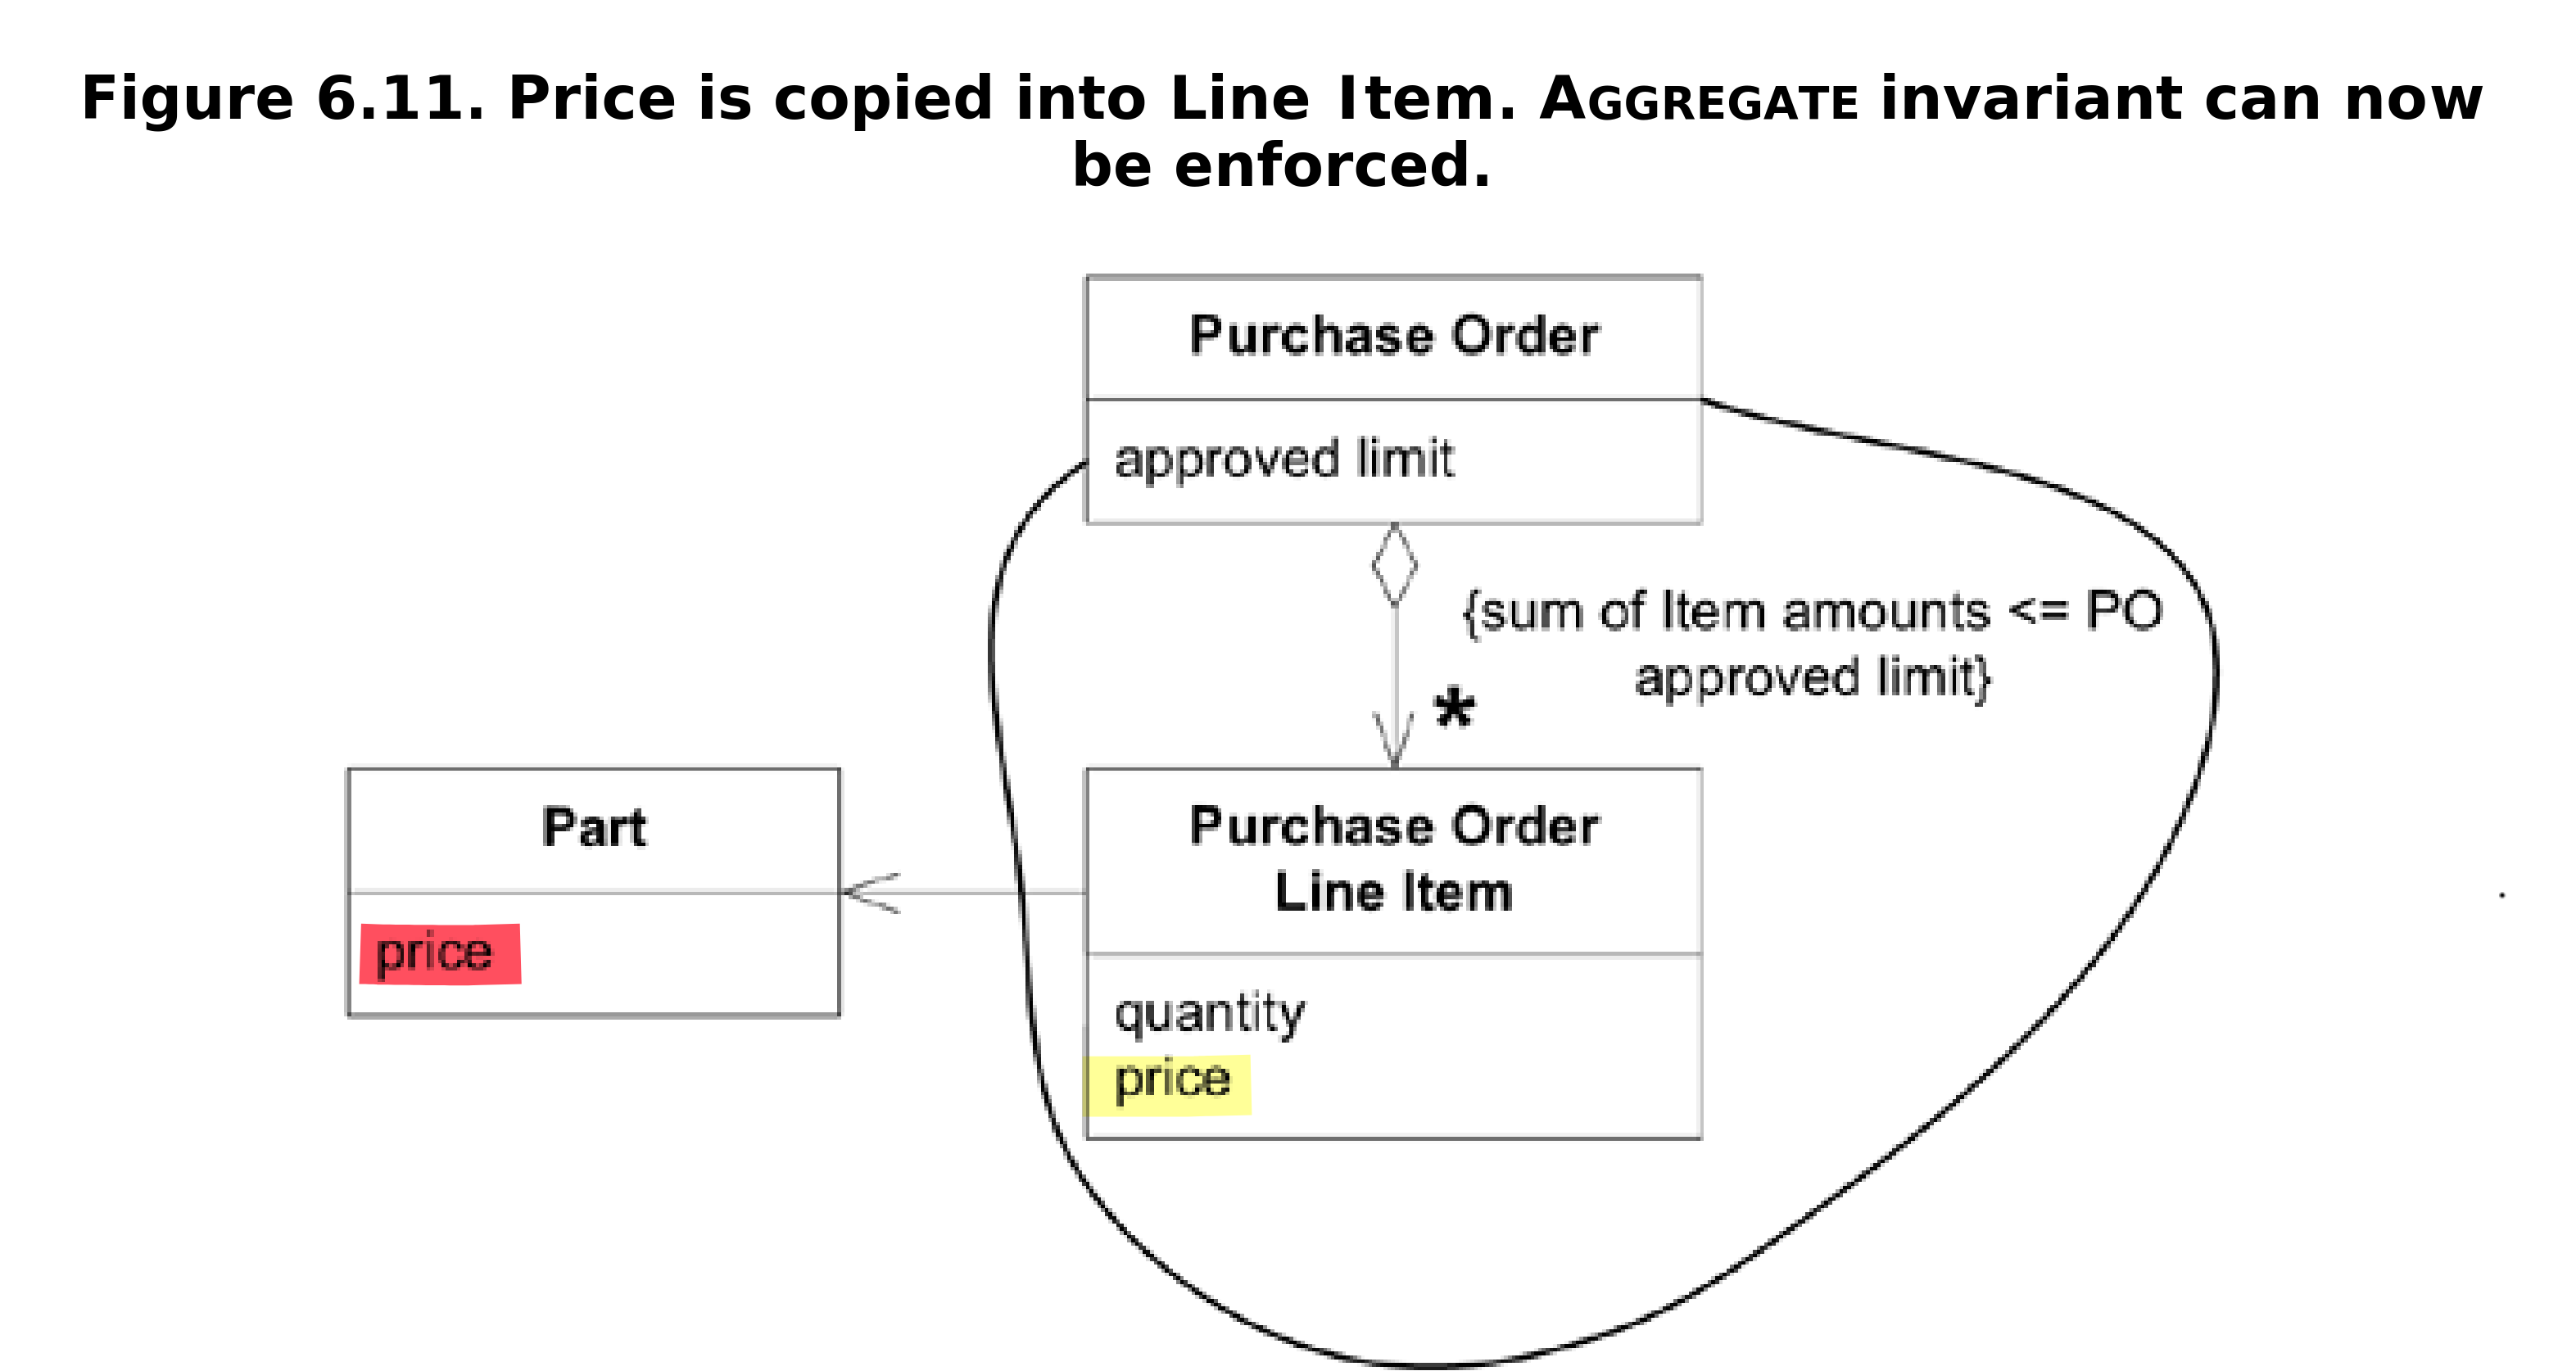 Figure 6.11. Price is copied into Line Item. AGGREGATE invariant can now
be enforced.
Purchase Order
approved limit
{sum of Item amounts <= PO
approved limit}
*
Part
price
Purchase Order
Line Item
quantity
price